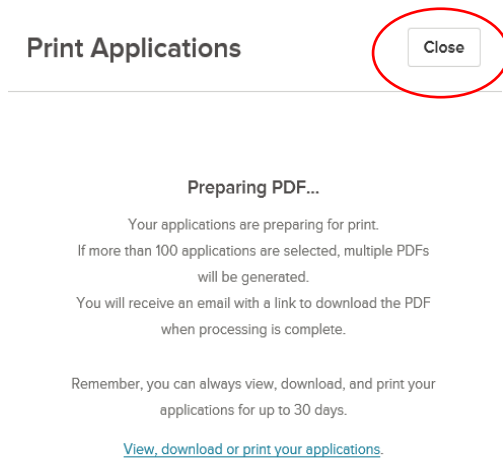 Print Applications
Close
Preparing PDF...
Your applications are preparing for print.
If more than 100 applications are selected, multiple PDFs
will be generated.
You will receive an email with a link to download the PDF
when processing is complete.
Remember, you can always view, download, and print your
applications for up to 30 days.
View, download or print your applications.